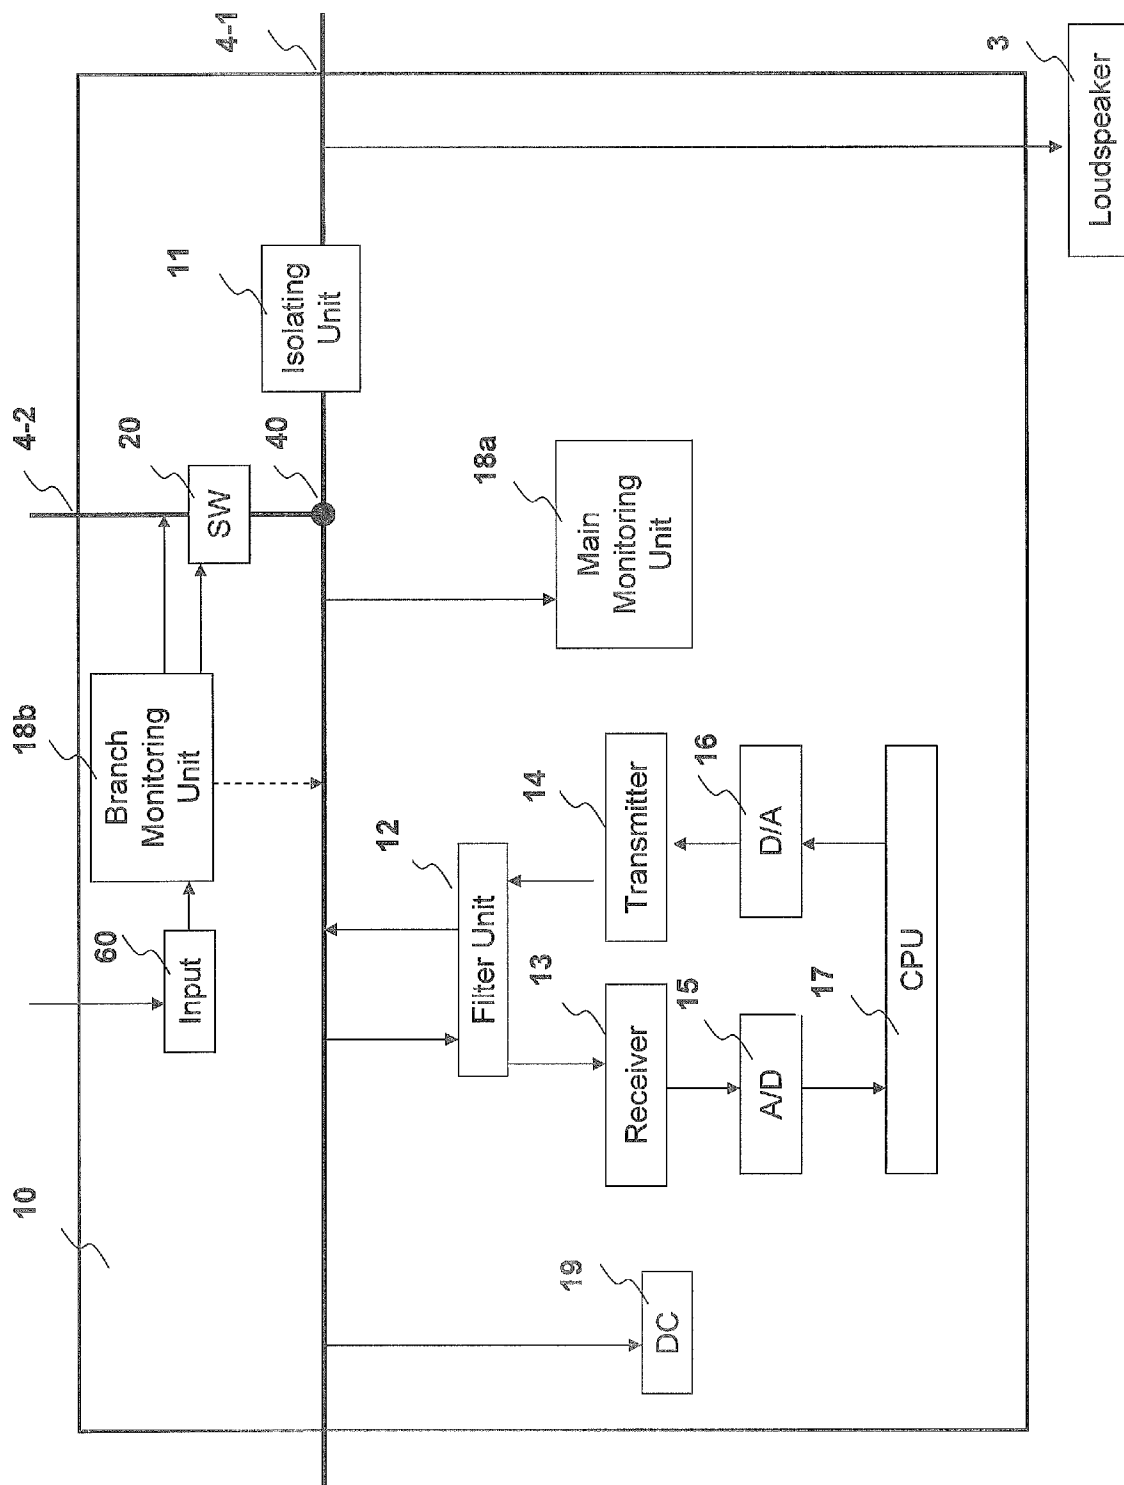 10
60
Input
18b
Branch
Monitoring
Unit
4-2
20
SW
40
11
Isolating
Unit
4-1
12
Filter Unit
18a
Main
Monitoring
Unit
13
Receiver
14
Transmitter
19
DC
15
A/D
16
D/A
17
CPU
3
Loudspeaker